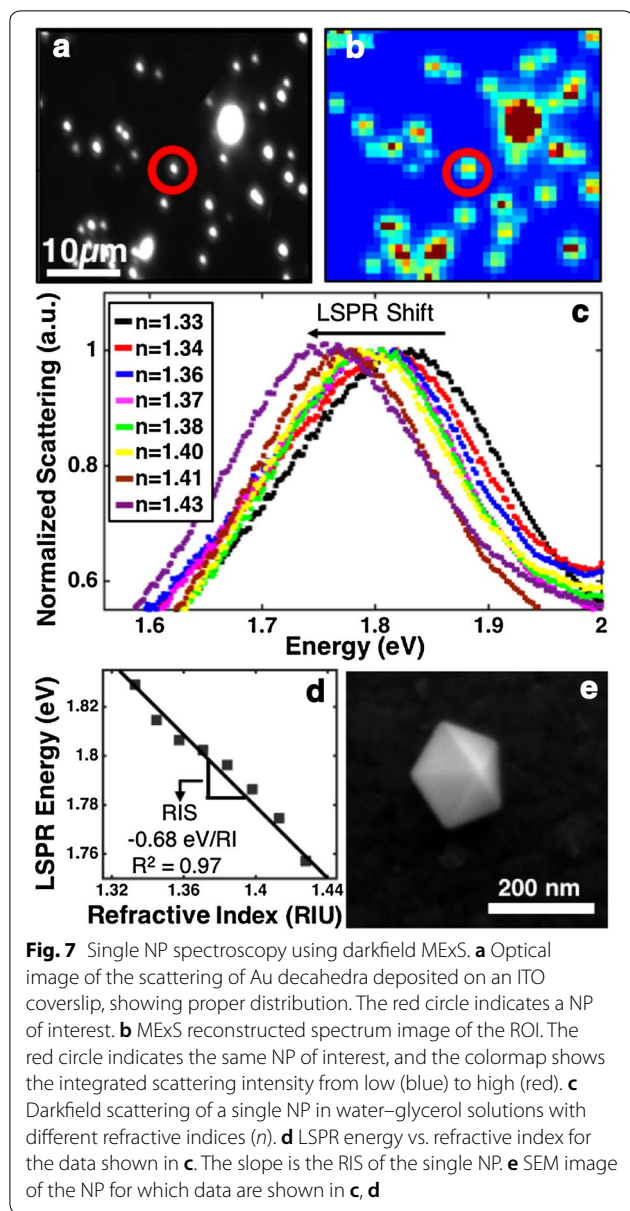 a
b
10µm
c
LSPR Shift
n=1.33
n=1.34
n=1.36
n=1.37
n=1.38
n=1.40
n=1.41
n=1.43
Normalized Scattering (a.u.)
1
0.8
0.6
1.6 1.7 1.8 1.9 2
Energy (eV)
d
LSPR Energy (eV)
1.82
1.8
1.78
1.76
RIS
-0.68 eV/RI
R² = 0.97
1.32 1.36 1.4 1.44
Refractive Index (RIU)
e
200 nm
Fig. 7 Single NP spectroscopy using darkfield MExS. a Optical
image of the scattering of Au decahedra deposited on an ITO
coverslip, showing proper distribution. The red circle indicates a NP
of interest. b MExS reconstructed spectrum image of the ROI. The
red circle indicates the same NP of interest, and the colormap shows
the integrated scattering intensity from low (blue) to high (red). c
Darkfield scattering of a single NP in water–glycerol solutions with
different refractive indices (n). d LSPR energy vs. refractive index for
the data shown in c. The slope is the RIS of the single NP. e SEM image
of the NP for which data are shown in c, d